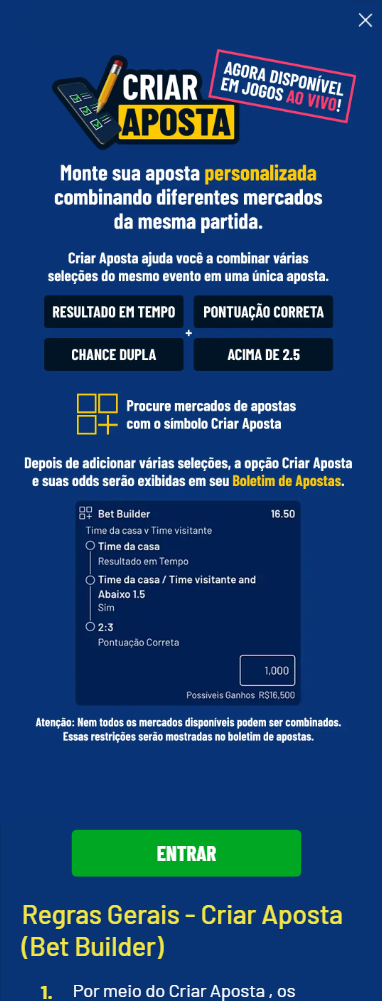 CRIAR
APOSTA
AGORA DISPONÍVEL
EM JOGOS AO VIVO!
Monte sua aposta personalizada
combinando diferentes mercados
da mesma partida.
Criar Aposta ajuda você a combinar várias
seleções do mesmo evento em uma única aposta.
RESULTADO EM TEMPO
PONTUAÇÃO CORRETA
+
CHANCE DUPLA
ACIMA DE 2.5
Procure mercados de apostas
com o símbolo Criar Aposta
Depois de adicionar várias seleções, a opção Criar Aposta
e suas odds serão exibidas em seu Boletim de Apostas.
Bet Builder 16.50
Time da casa v Time visitante
Time da casa
Resultado em Tempo
Time da casa / Time visitante and
Abaixo 1.5
Sim
2:3
Pontuação Correta
1,000
Possíveis Ganhos R$16,500
Atenção: Nem todos os mercados disponíveis podem ser combinados.
Essas restrições serão mostradas no boletim de apostas.
ENTRAR
Regras Gerais - Criar Aposta
(Bet Builder)
1. Por meio do Criar Aposta , os